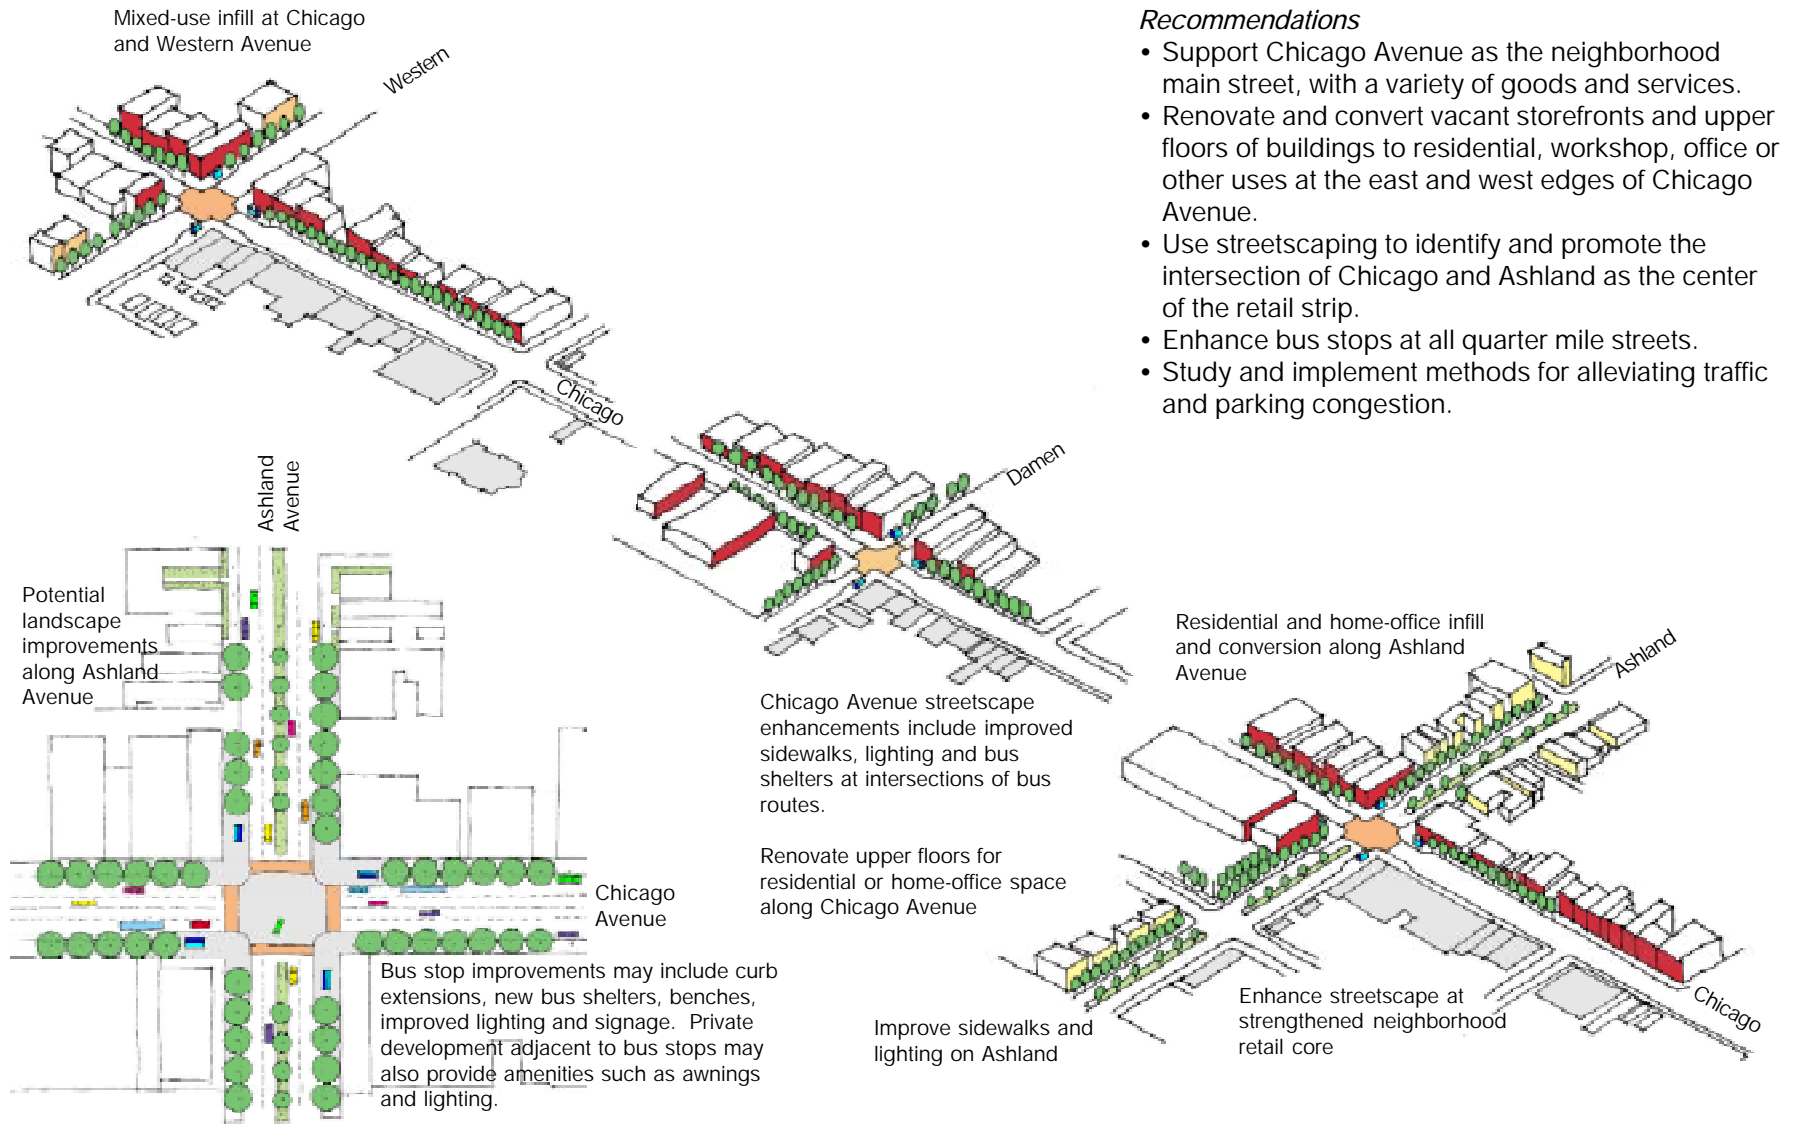 Mixed-use infill at Chicago
and Western Avenue
Western
Recommendations
• Support Chicago Avenue as the neighborhood
main street, with a variety of goods and services.
• Renovate and convert vacant storefronts and upper
floors of buildings to residential, workshop, office or
other uses at the east and west edges of Chicago
Avenue.
• Use streetscaping to identify and promote the
intersection of Chicago and Ashland as the center
of the retail strip.
• Enhance bus stops at all quarter mile streets.
• Study and implement methods for alleviating traffic
and parking congestion.
Chicago
Damen
Ashland
Avenue
Potential
landscape
improvements
along Ashland
Avenue
Chicago
Avenue
Bus stop improvements may include curb
extensions, new bus shelters, benches,
improved lighting and signage.  Private
development adjacent to bus stops may
also provide amenities such as awnings
and lighting.
Chicago Avenue streetscape
enhancements include improved
sidewalks, lighting and bus
shelters at intersections of bus
routes.
Renovate upper floors for
residential or home-office space
along Chicago Avenue
Residential and home-office infill
and conversion along Ashland
Avenue
Ashland
Improve sidewalks and
lighting on Ashland
Enhance streetscape at
strengthened neighborhood
retail core
Chicago